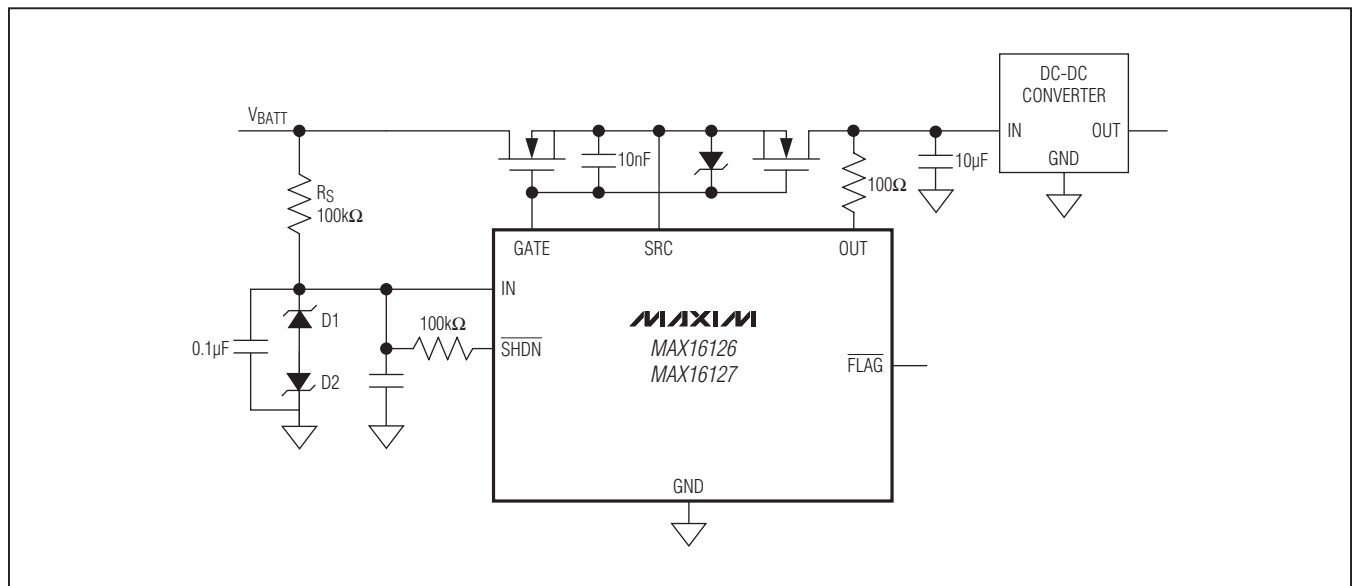 DC-DC
CONVERTER
IN
OUT
GND
VBATT
10nF
10µF
100Ω
RS
100kΩ
GATE
SRC
OUT
IN
D1
100kΩ
MAXIM
0.1µF
SHDN
MAX16126
FLAG
D2
MAX16127
GND